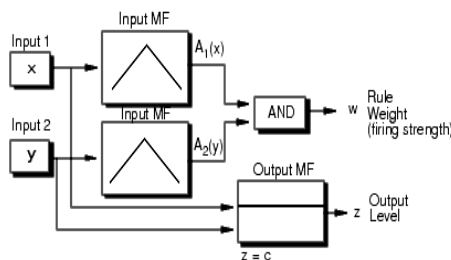 Input MF
Input 1
x
A1(x)
Input MF
Input 2
y
A2(y)
AND
w
Rule
Weight
(firing strength)
Output MF
z
Output
Level
z = c